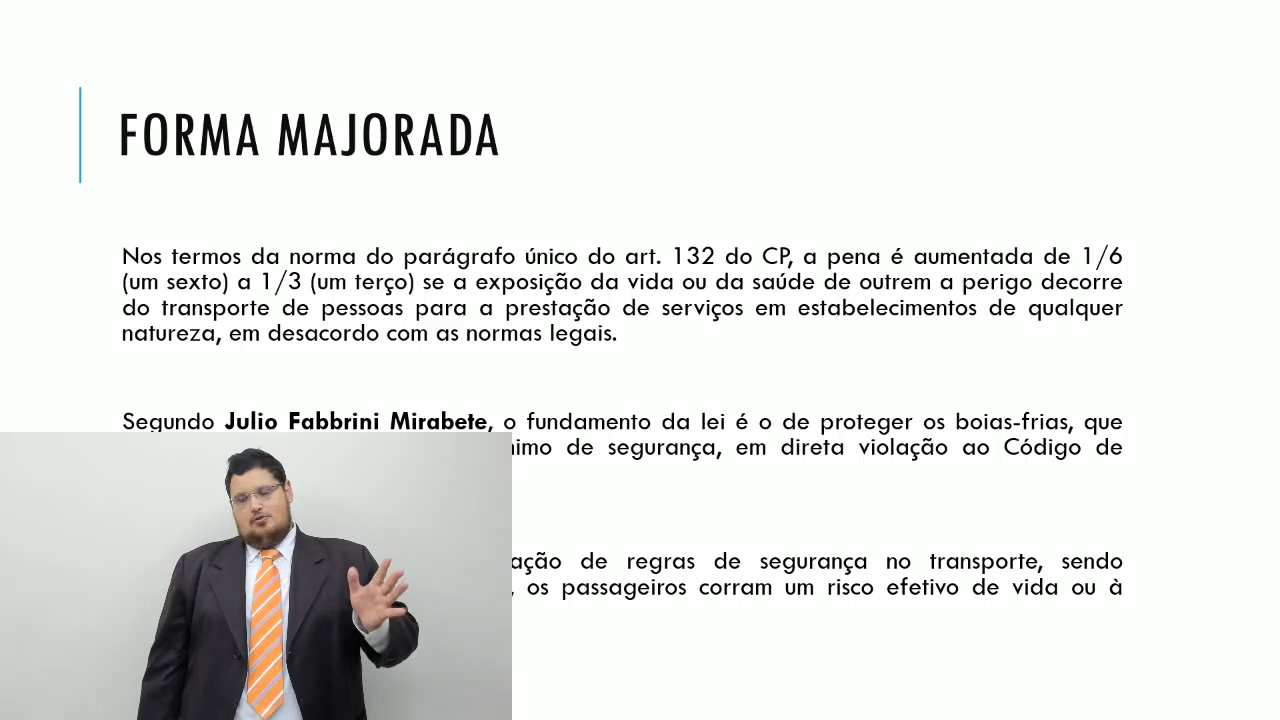 FORMA MAJORADA
Nos termos da norma do parágrafo único do art. 132 do CP, a pena é aumentada de 1/6
(um sexto) a 1/3 (um terço) se a exposição da vida ou da saúde de outrem a perigo decorre
do transporte de pessoas para a prestação de serviços em estabelecimentos de qualquer
natureza, em desacordo com as normas legais.
Segundo Julio Fabbrini Mirabete, o fundamento da lei é o de proteger os boias-frias, que
de segurança, em direta violação ao Código de
de regras de segurança no transporte, sendo
os passageiros corram um risco efetivo de vida ou à